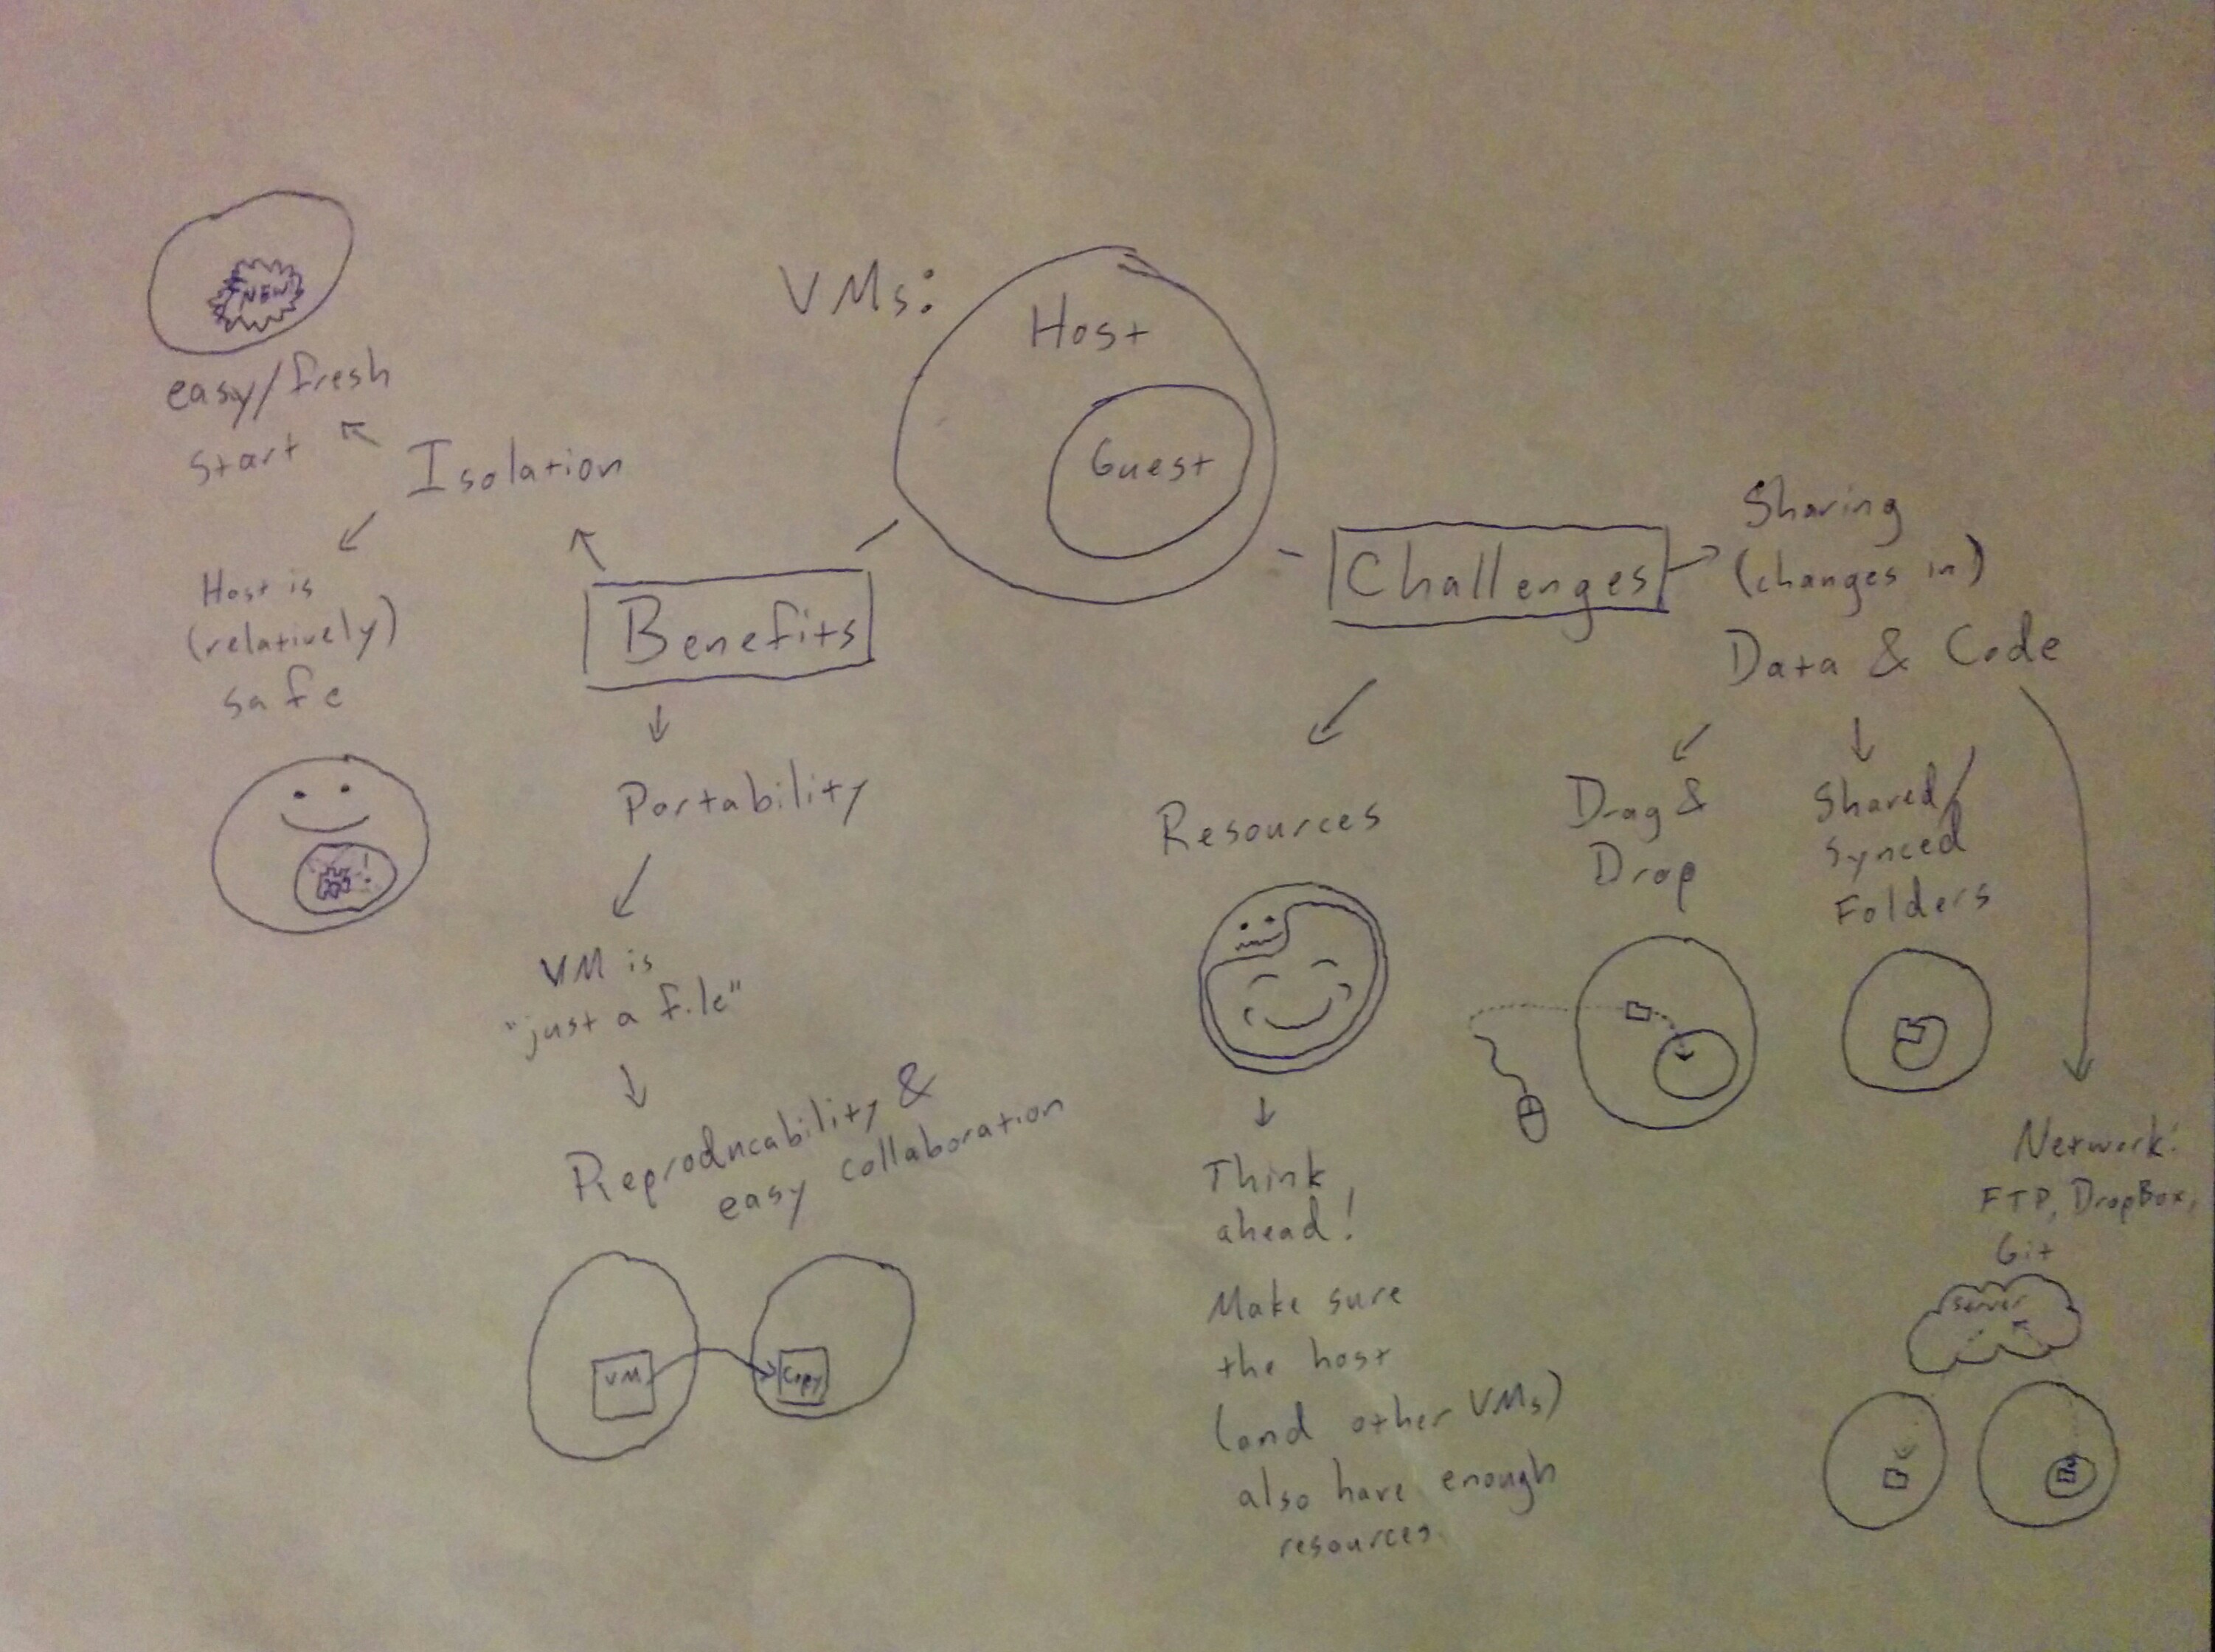 VMs:
Host
Guest
Benefits
Isolation
easy/fresh
start
NEW!
Host is
(relatively)
safe
!
Portability
VM is
"just a file"
Reproducability &
easy collaboration
VM
Copy
Challenges
Resources
Think
ahead!
Make sure
the host
(and other VMs)
also have enough
resources.
Sharing
(changes in)
Data & Code
Drag &
Drop
Shared/
Synced
Folders
Network:
FTP, DropBox,
Git
server